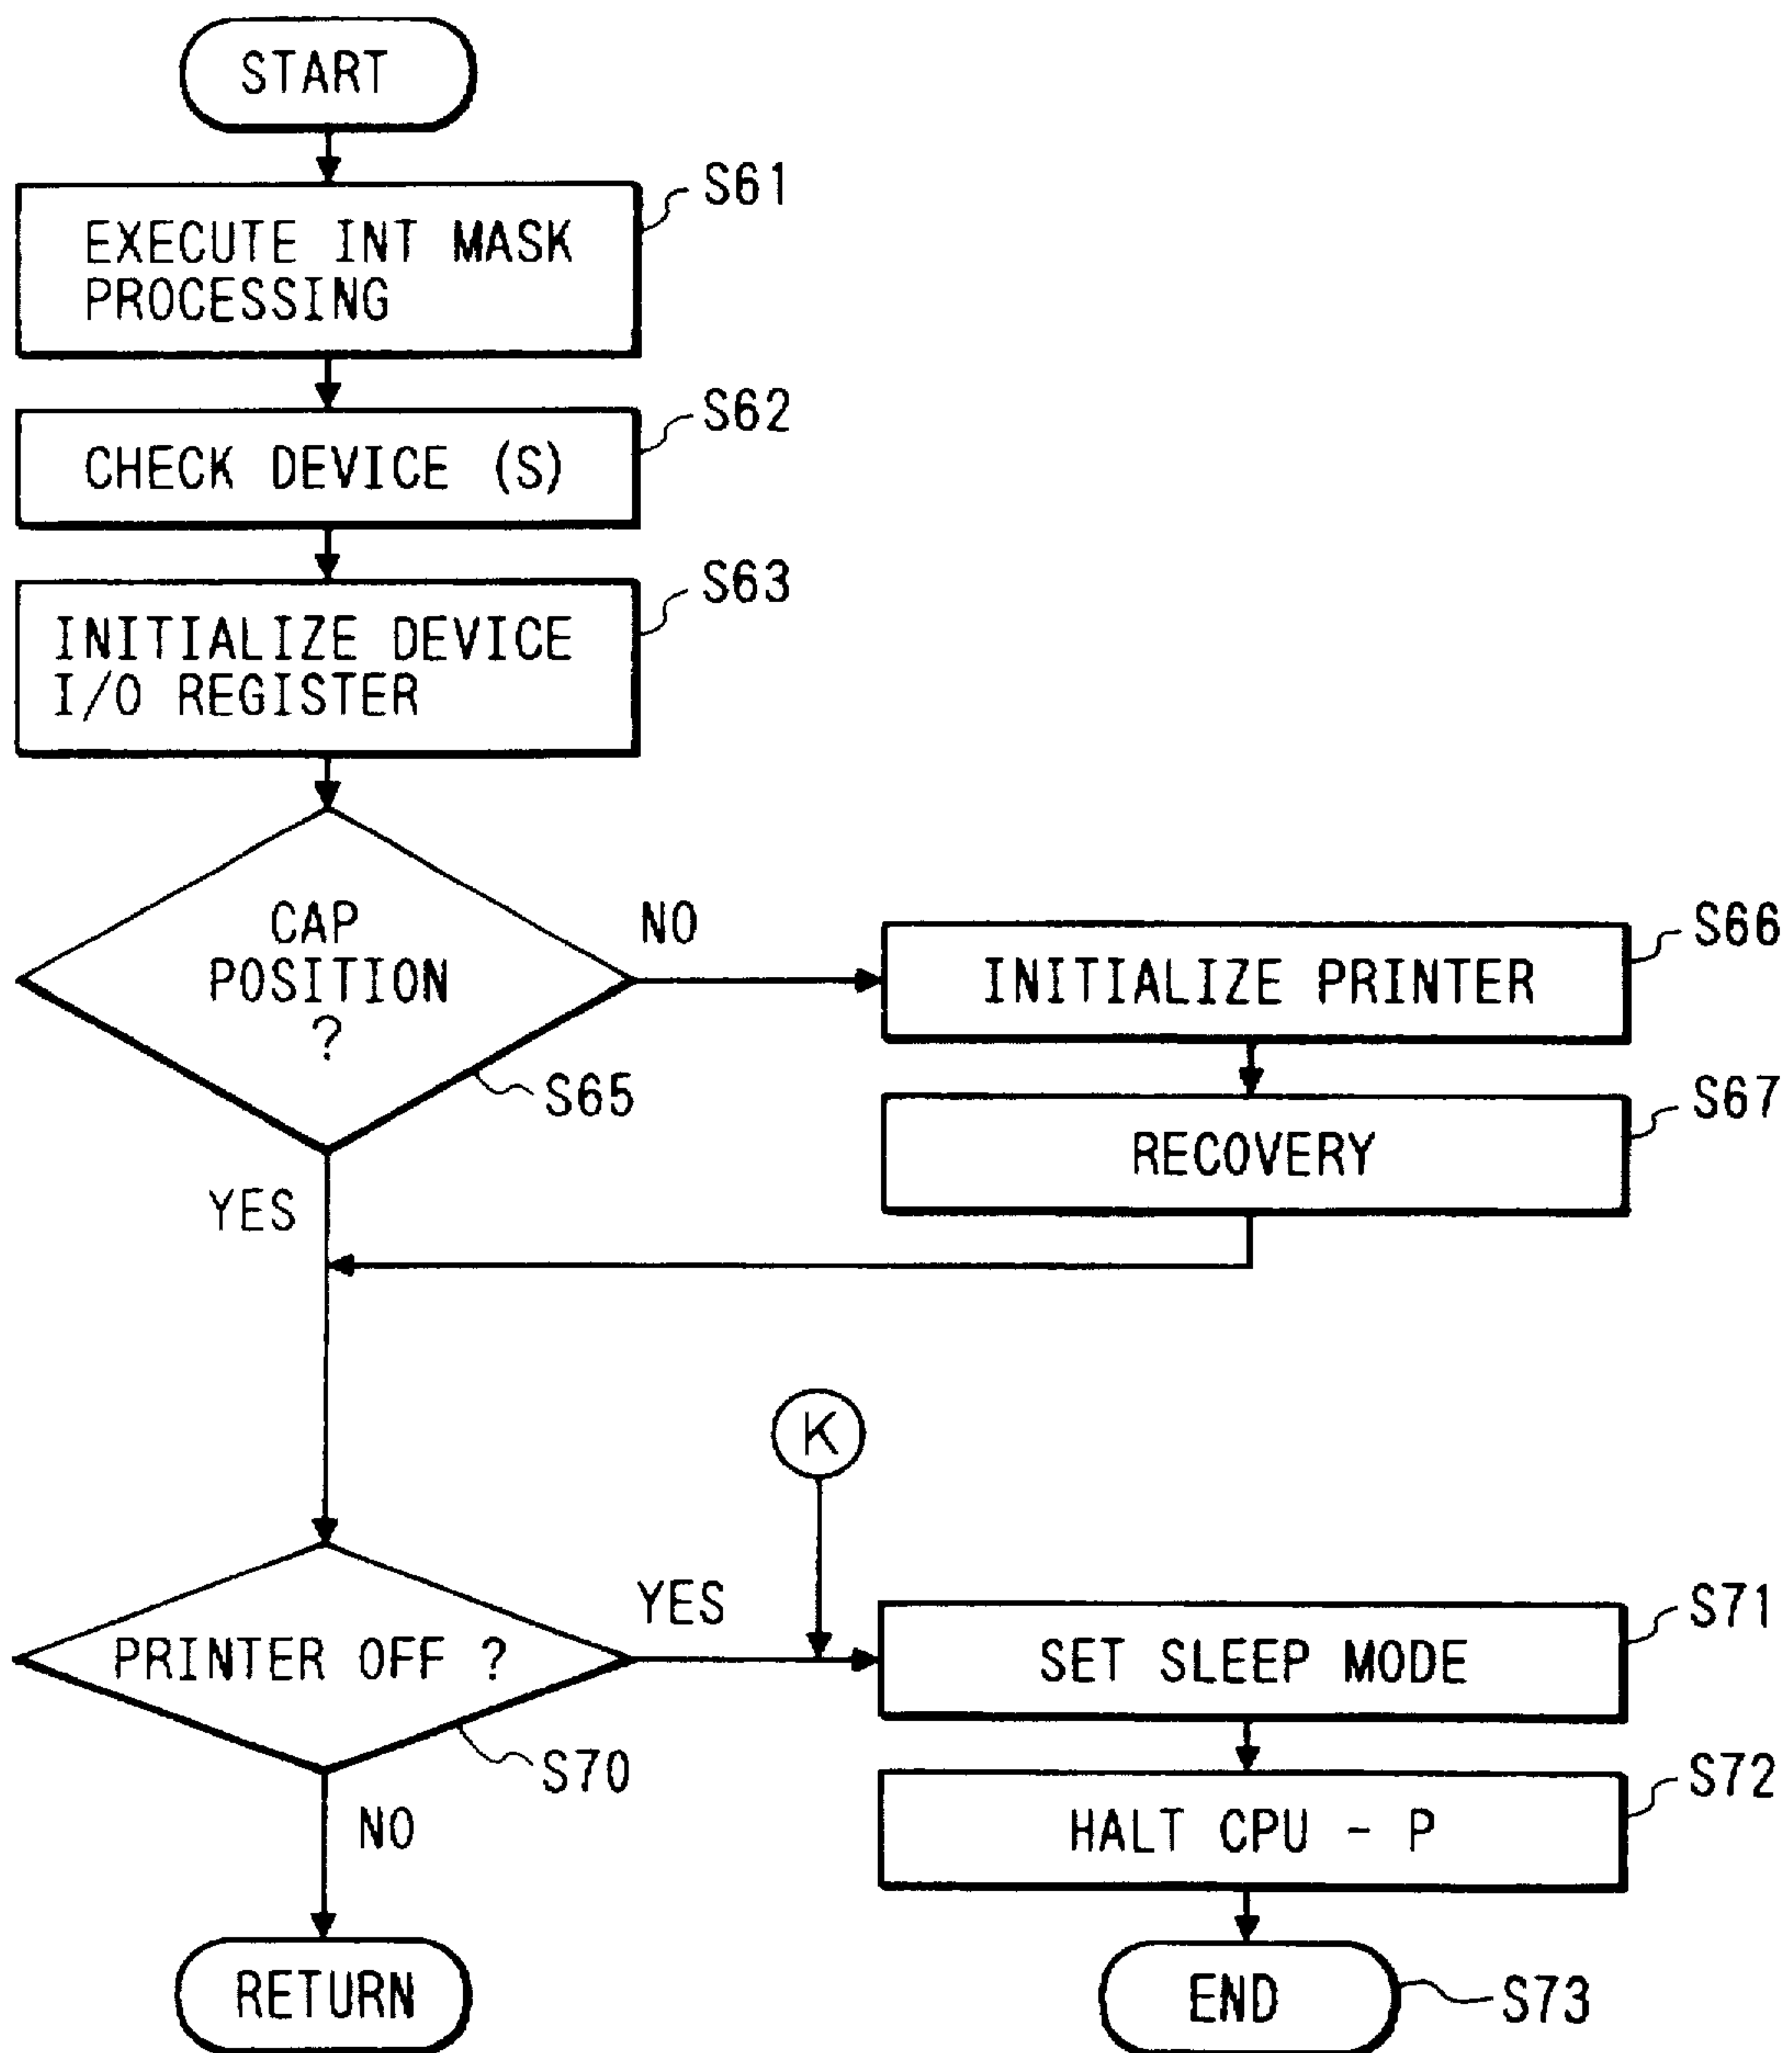 START
S61
EXECUTE INT MASK
PROCESSING
S62
CHECK DEVICE (S)
S63
INITIALIZE DEVICE
I/O REGISTER
CAP
POSITION
?
S65
NO
S66
INITIALIZE PRINTER
S67
RECOVERY
YES
K
PRINTER OFF ?
S70
YES
S71
SET SLEEP MODE
S72
HALT CPU - P
NO
RETURN
END
S73